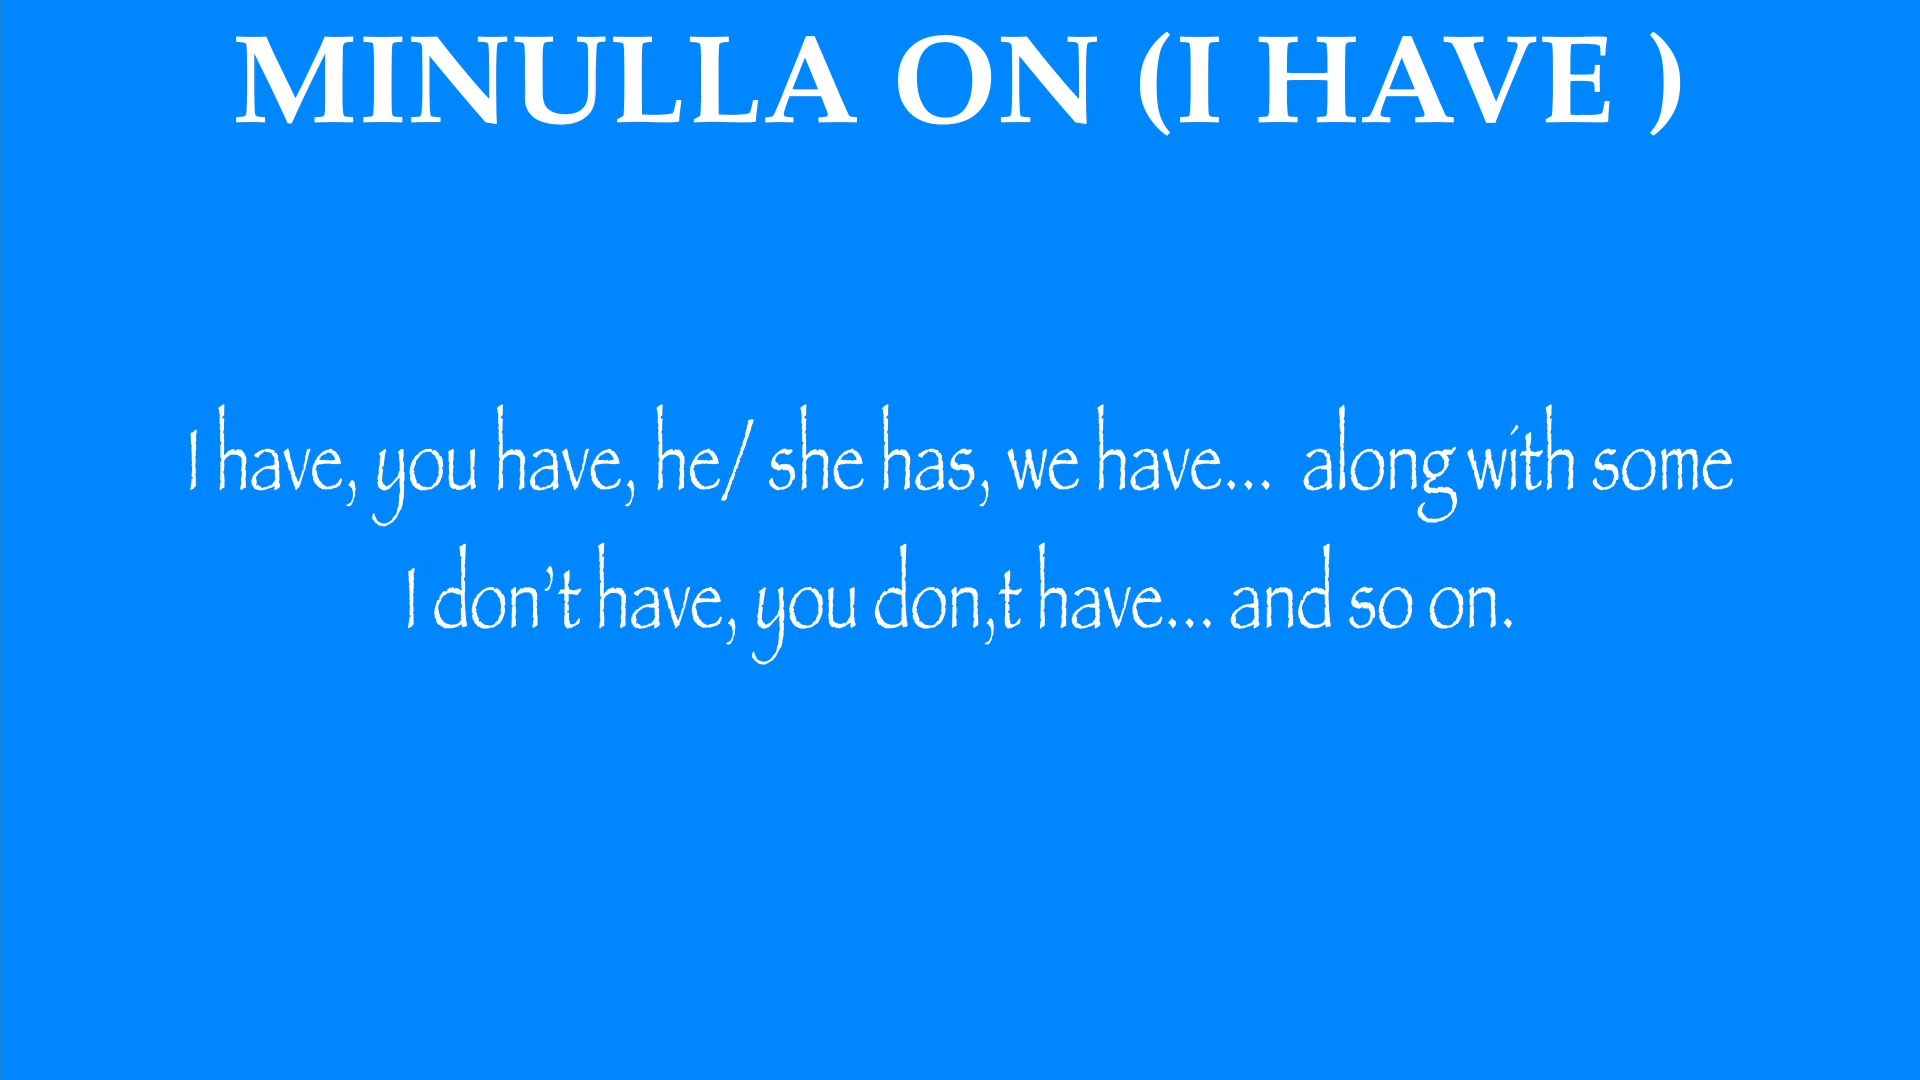 MINULLA ON (I HAVE )
I have, you have, he/ she has, we have... along with some
I don’t have, you don,t have... and so on.